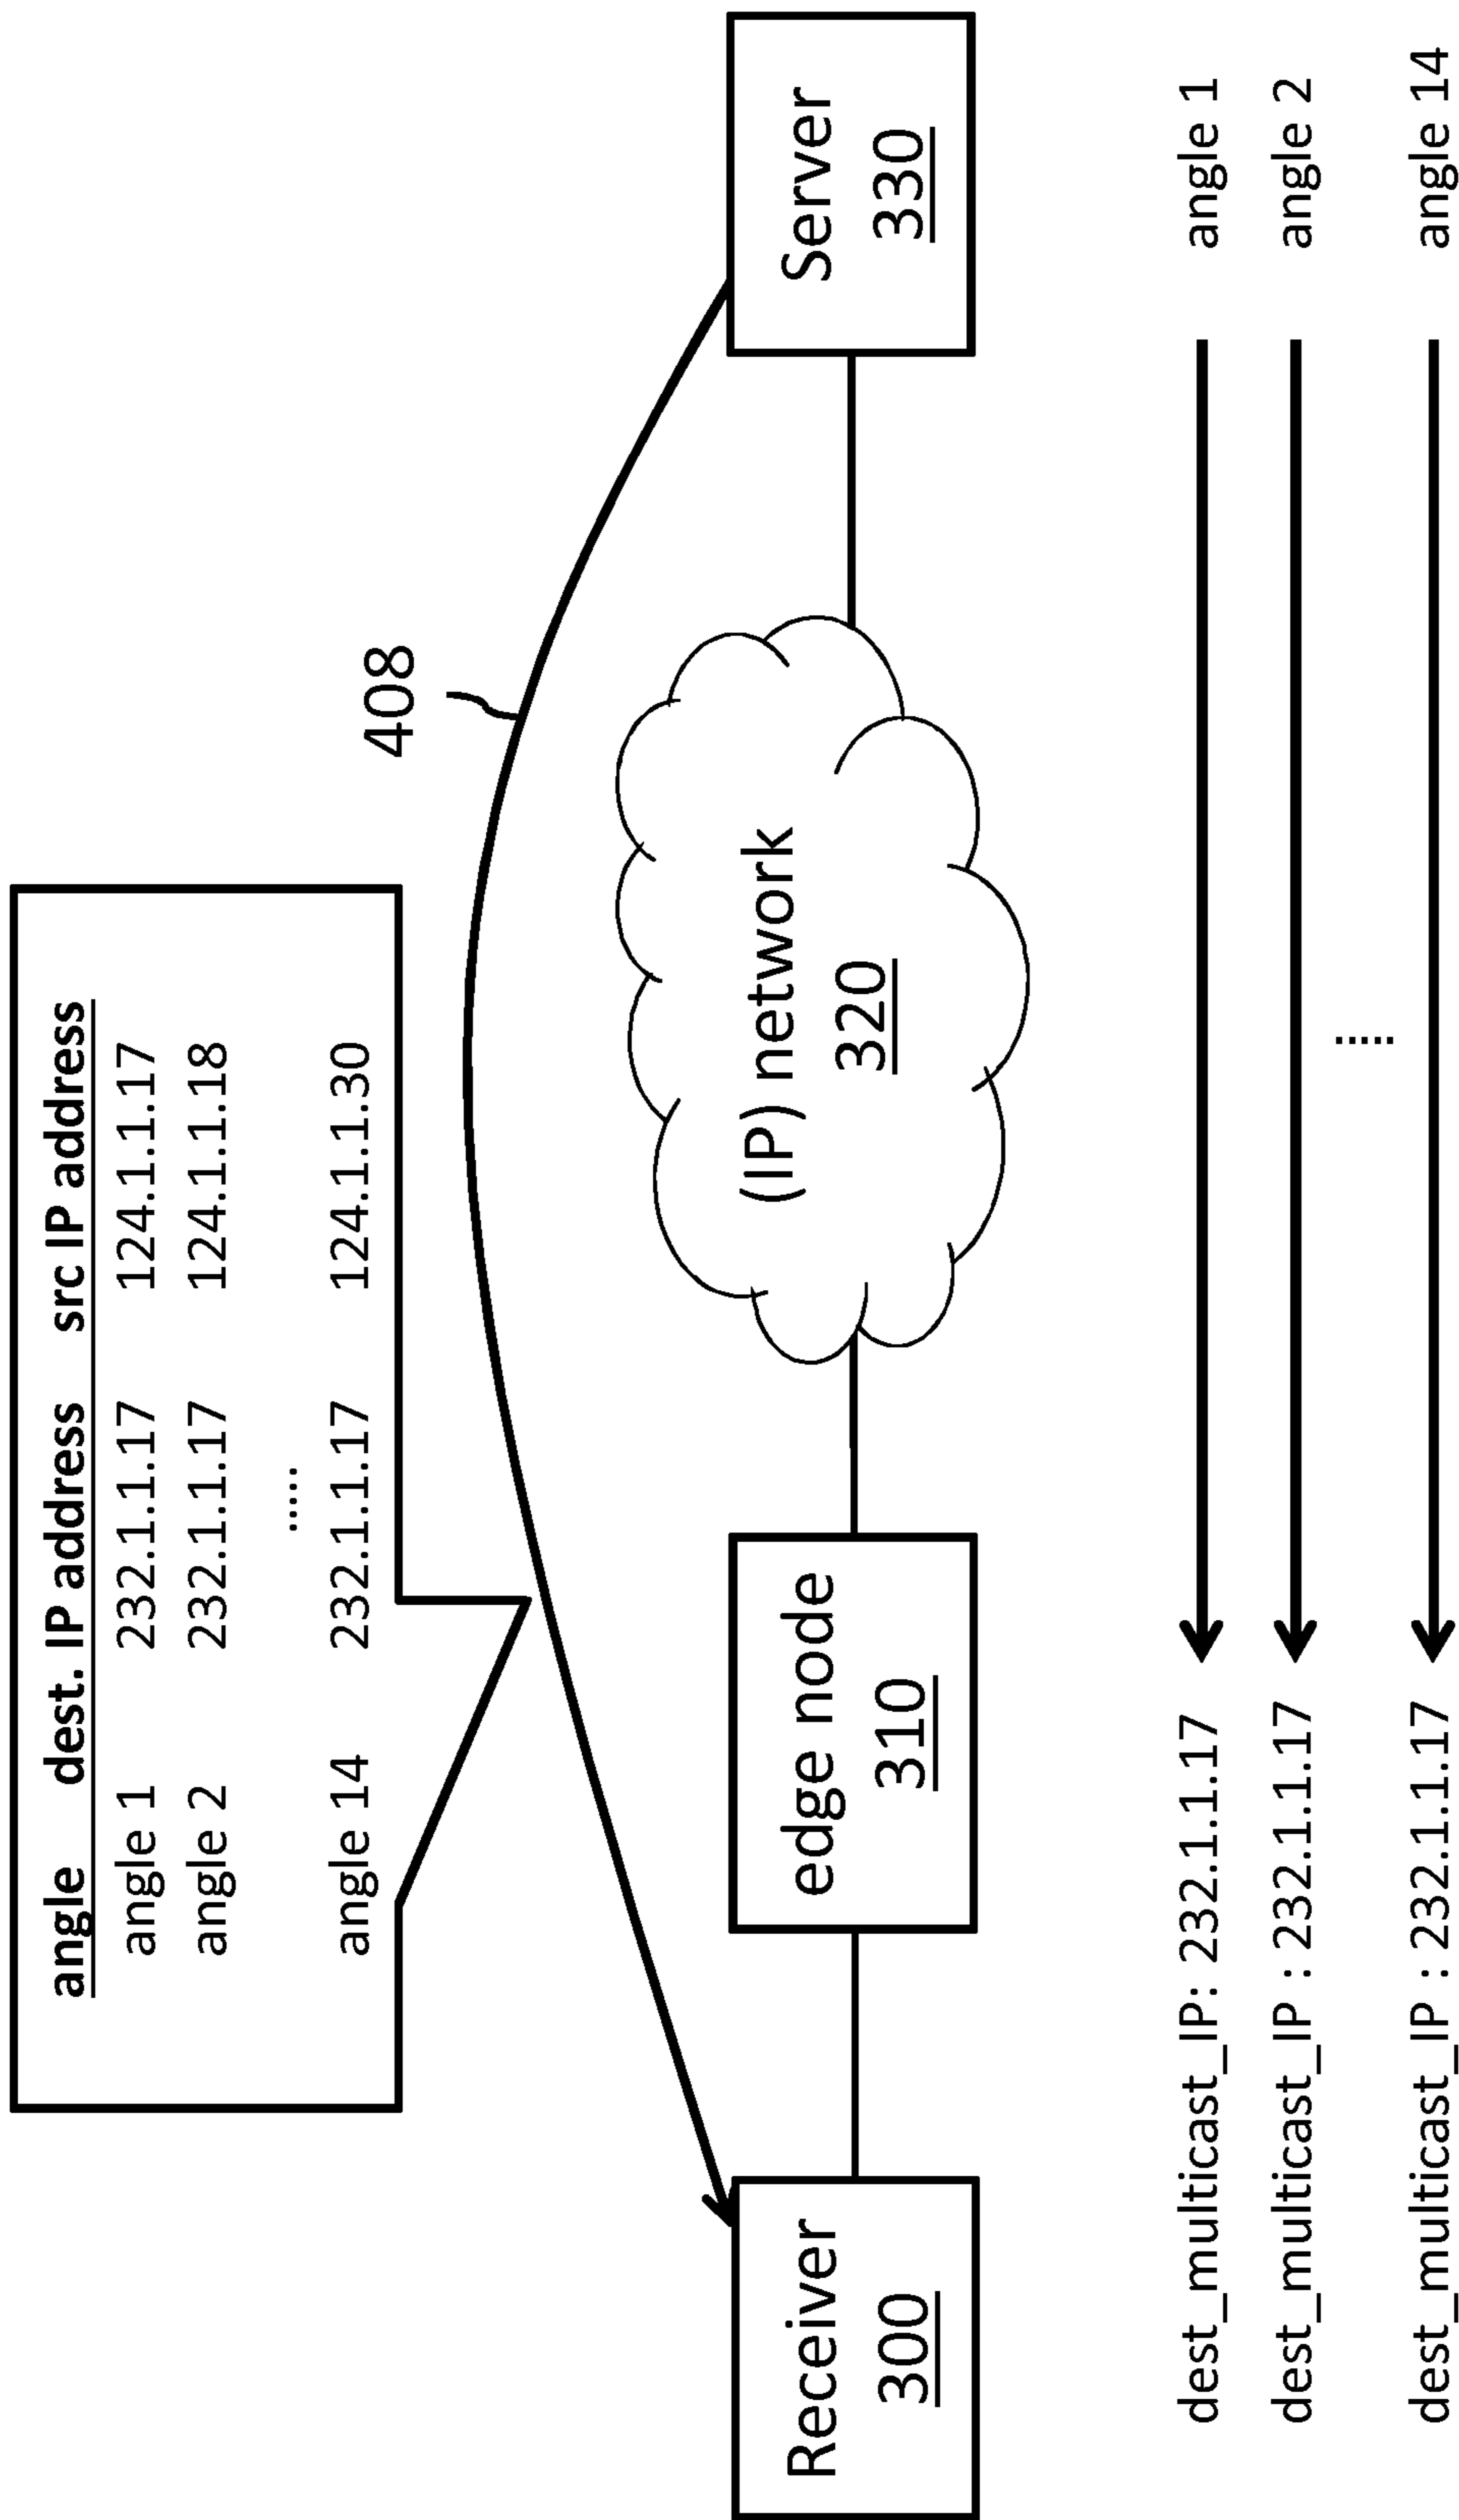 angle dest. IP address src IP address
angle 1 232.1.1.17 124.1.1.17
angle 2 232.1.1.17 124.1.1.18
.....
angle 14 232.1.1.17 124.1.1.30
408
Receiver
300
edge node
310
(IP) network
320
Server
330
dest_multicast_IP: 232.1.1.17 angle 1
dest_multicast_IP : 232.1.1.17 angle 2
.....
dest_multicast_IP : 232.1.1.17 angle 14